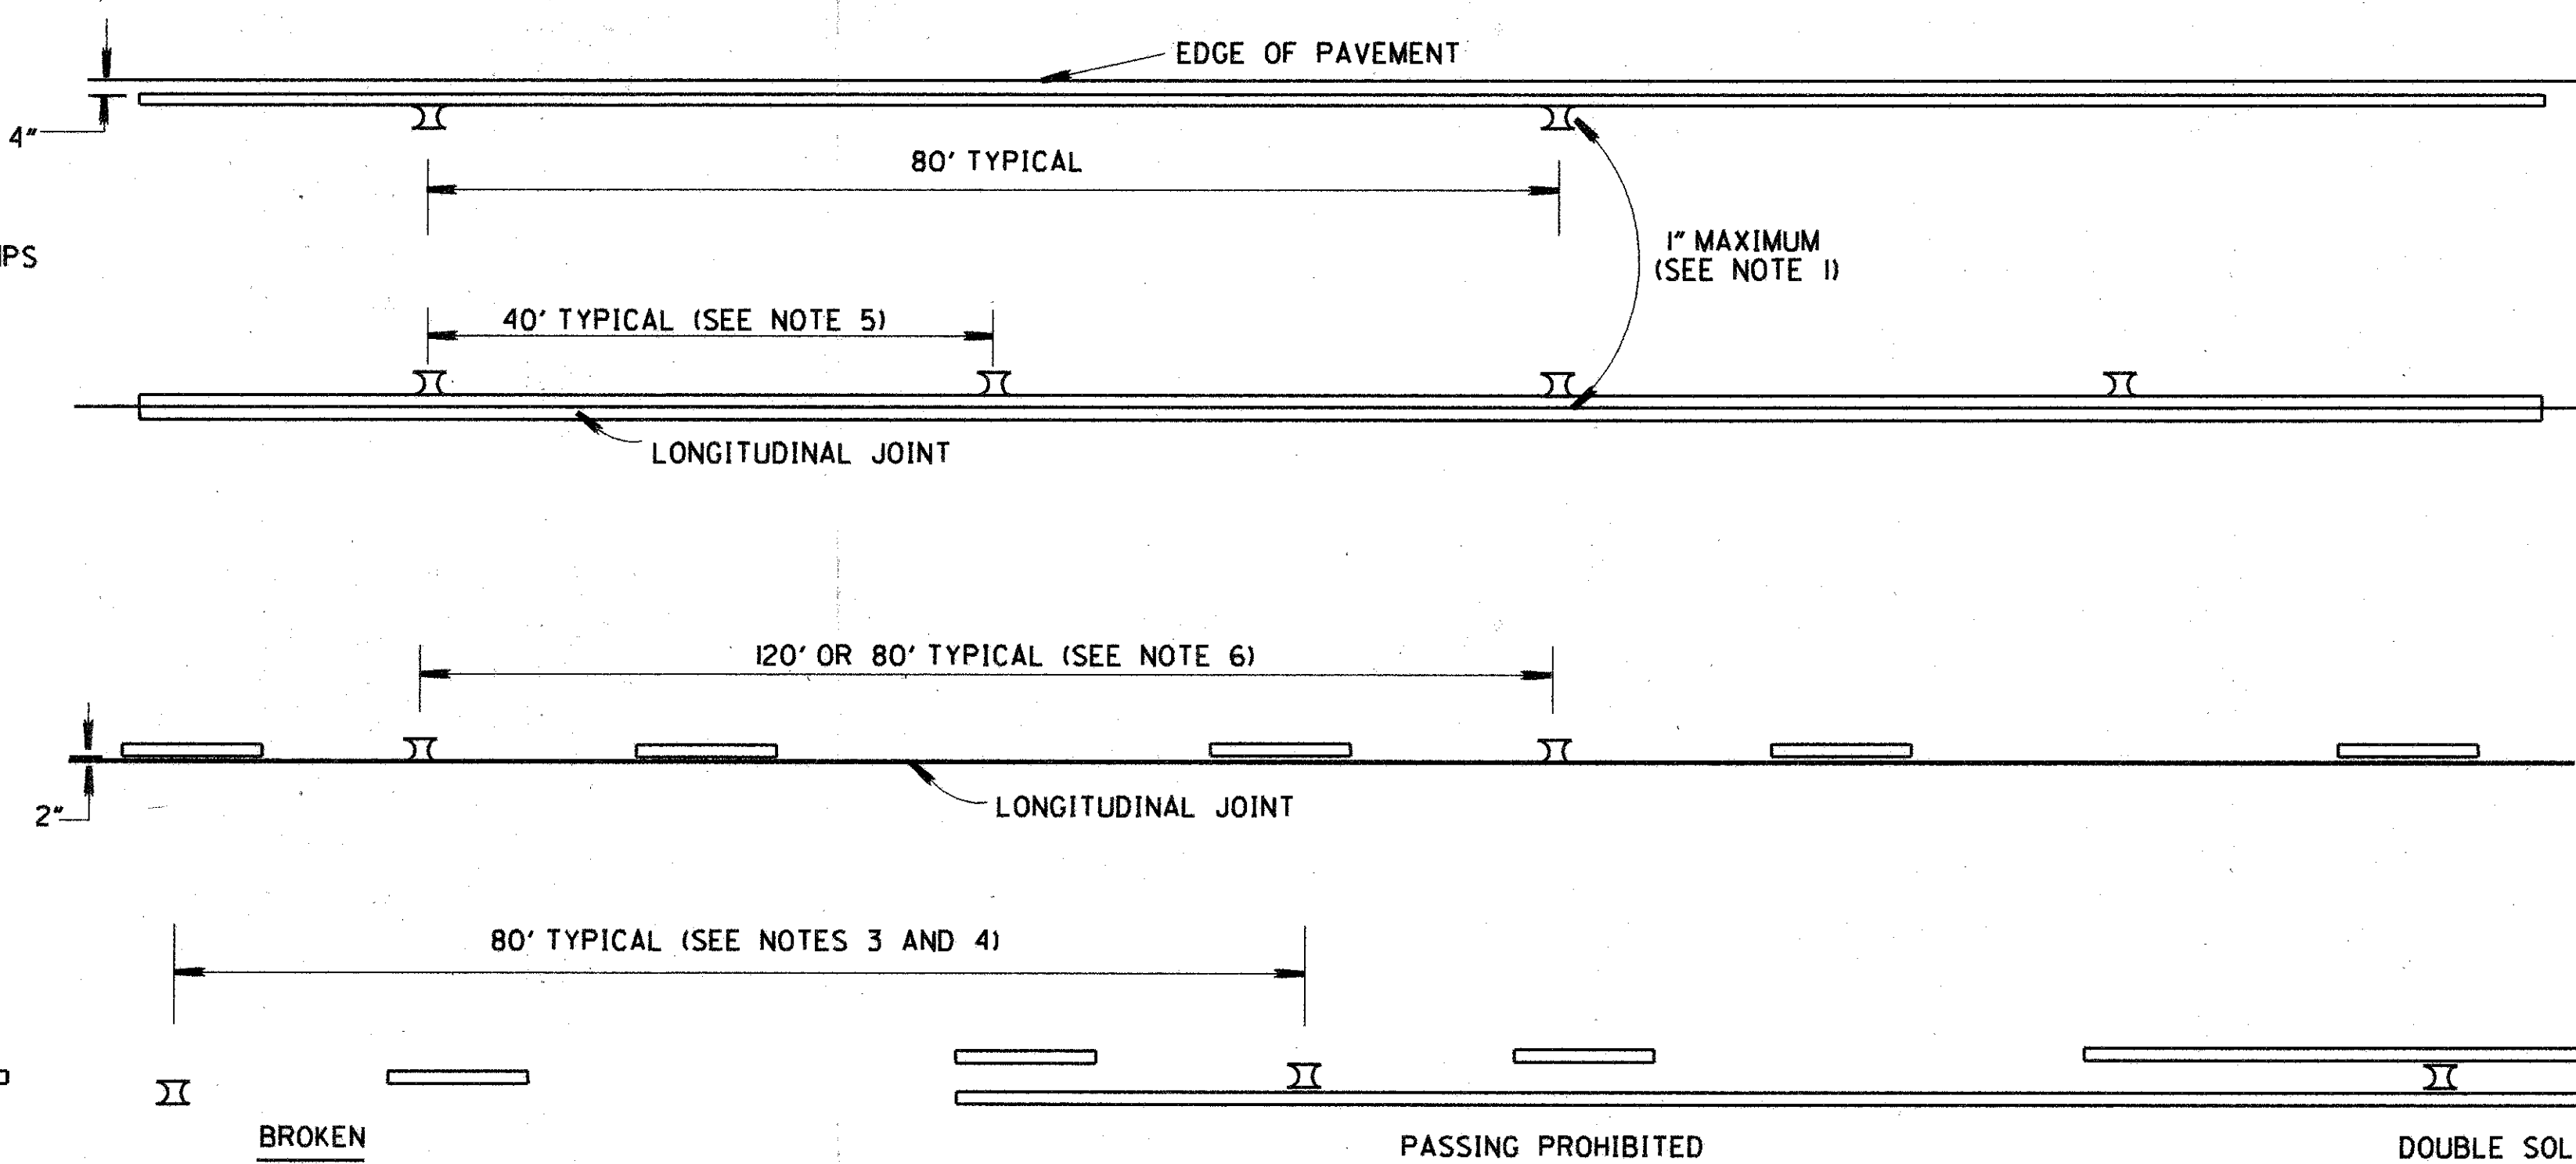 EDGE OF PAVEMENT
4"
80' TYPICAL
1" MAXIMUM
(SEE NOTE 1)
40' TYPICAL (SEE NOTE 5)
LONGITUDINAL JOINT
120' OR 80' TYPICAL (SEE NOTE 6)
2"
LONGITUDINAL JOINT
80' TYPICAL (SEE NOTES 3 AND 4)
BROKEN
PASSING PROHIBITED
DOUBLE SOL